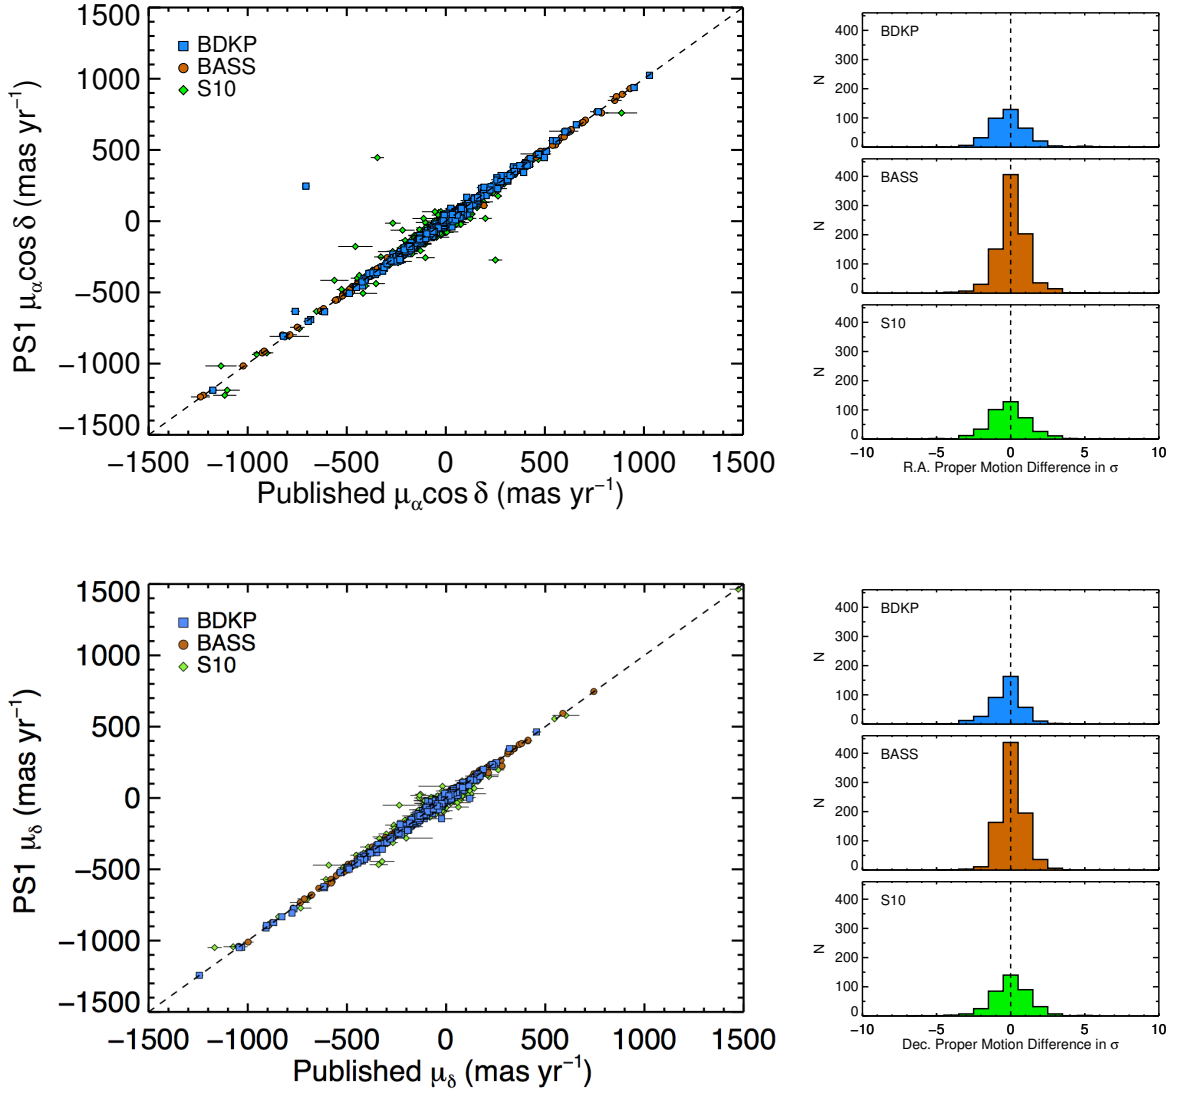 1500
1000
500
0
−500
−1000
−1500
PS1 μαcos δ (mas yr−1)
BDKP
BASS
S10
−1500 −1000 −500 0 500 1000 1500
Published μαcos δ (mas yr−1)
BDKP
400
300
200
100
0
N
BASS
400
300
200
100
0
N
S10
400
300
200
100
0
N
−10 −5 0 5 10
R.A. Proper Motion Difference in σ
1500
1000
500
0
−500
−1000
−1500
PS1 μδ (mas yr−1)
BDKP
BASS
S10
−1500 −1000 −500 0 500 1000 1500
Published μδ (mas yr−1)
BDKP
400
300
200
100
0
N
BASS
400
300
200
100
0
N
S10
400
300
200
100
0
N
−10 −5 0 5 10
Dec. Proper Motion Difference in σ